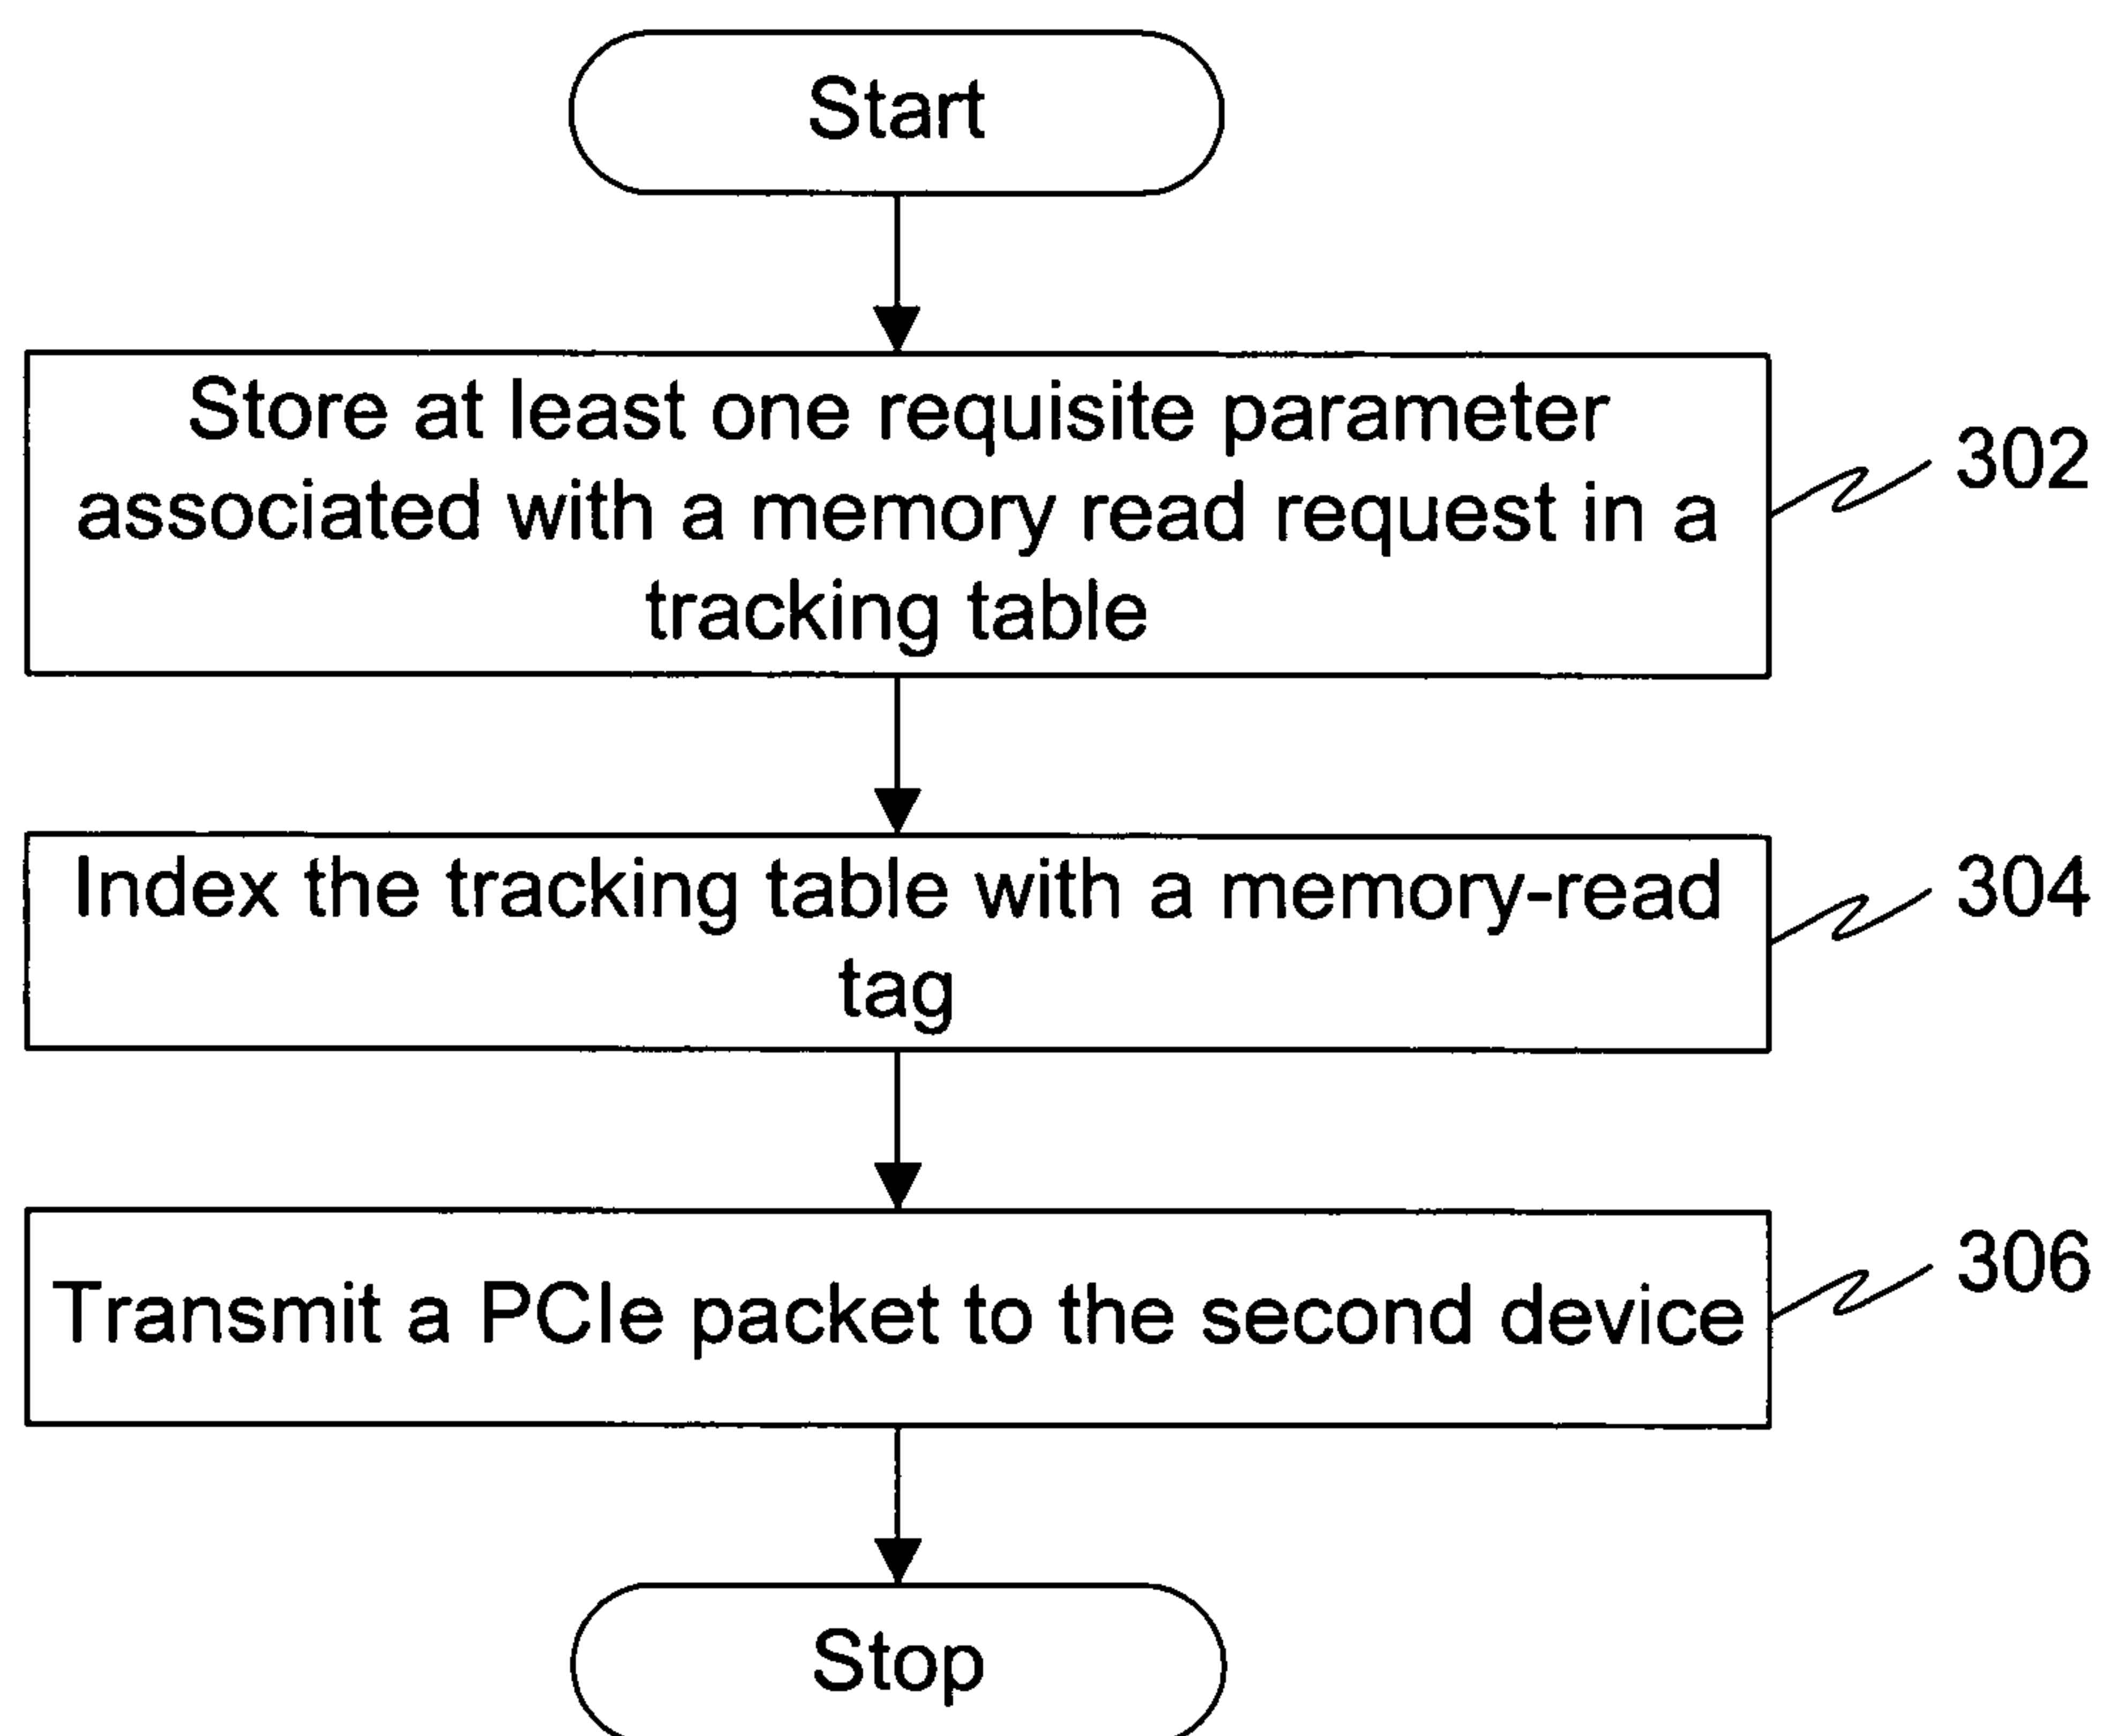 Start
Store at least one requisite parameter
associated with a memory read request in a
tracking table
302
Index the tracking table with a memory-read
tag
304
Transmit a PCIe packet to the second device
306
Stop